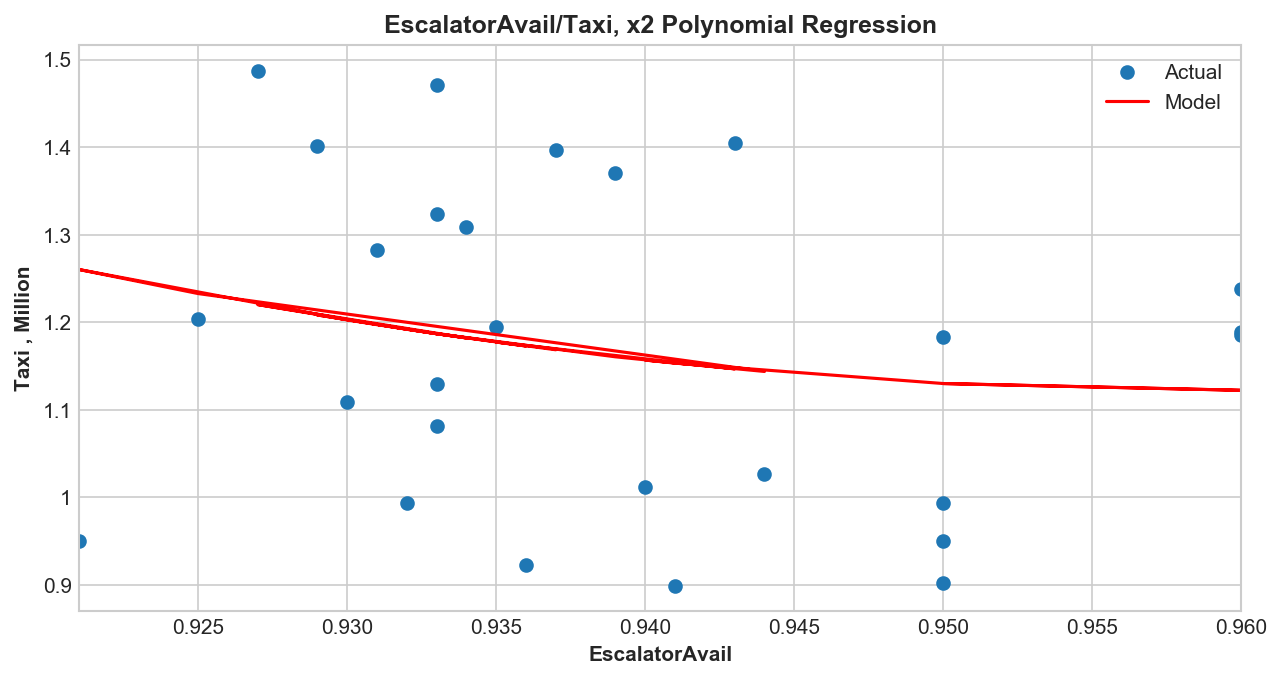 EscalatorAvail/Taxi, x2 Polynomial Regression
1.5
1.4
1.3
1.2
1.1
1
0.9
Taxi , Million
Actual
Model
0.925 0.930 0.935 0.940 0.945 0.950 0.955 0.960
EscalatorAvail